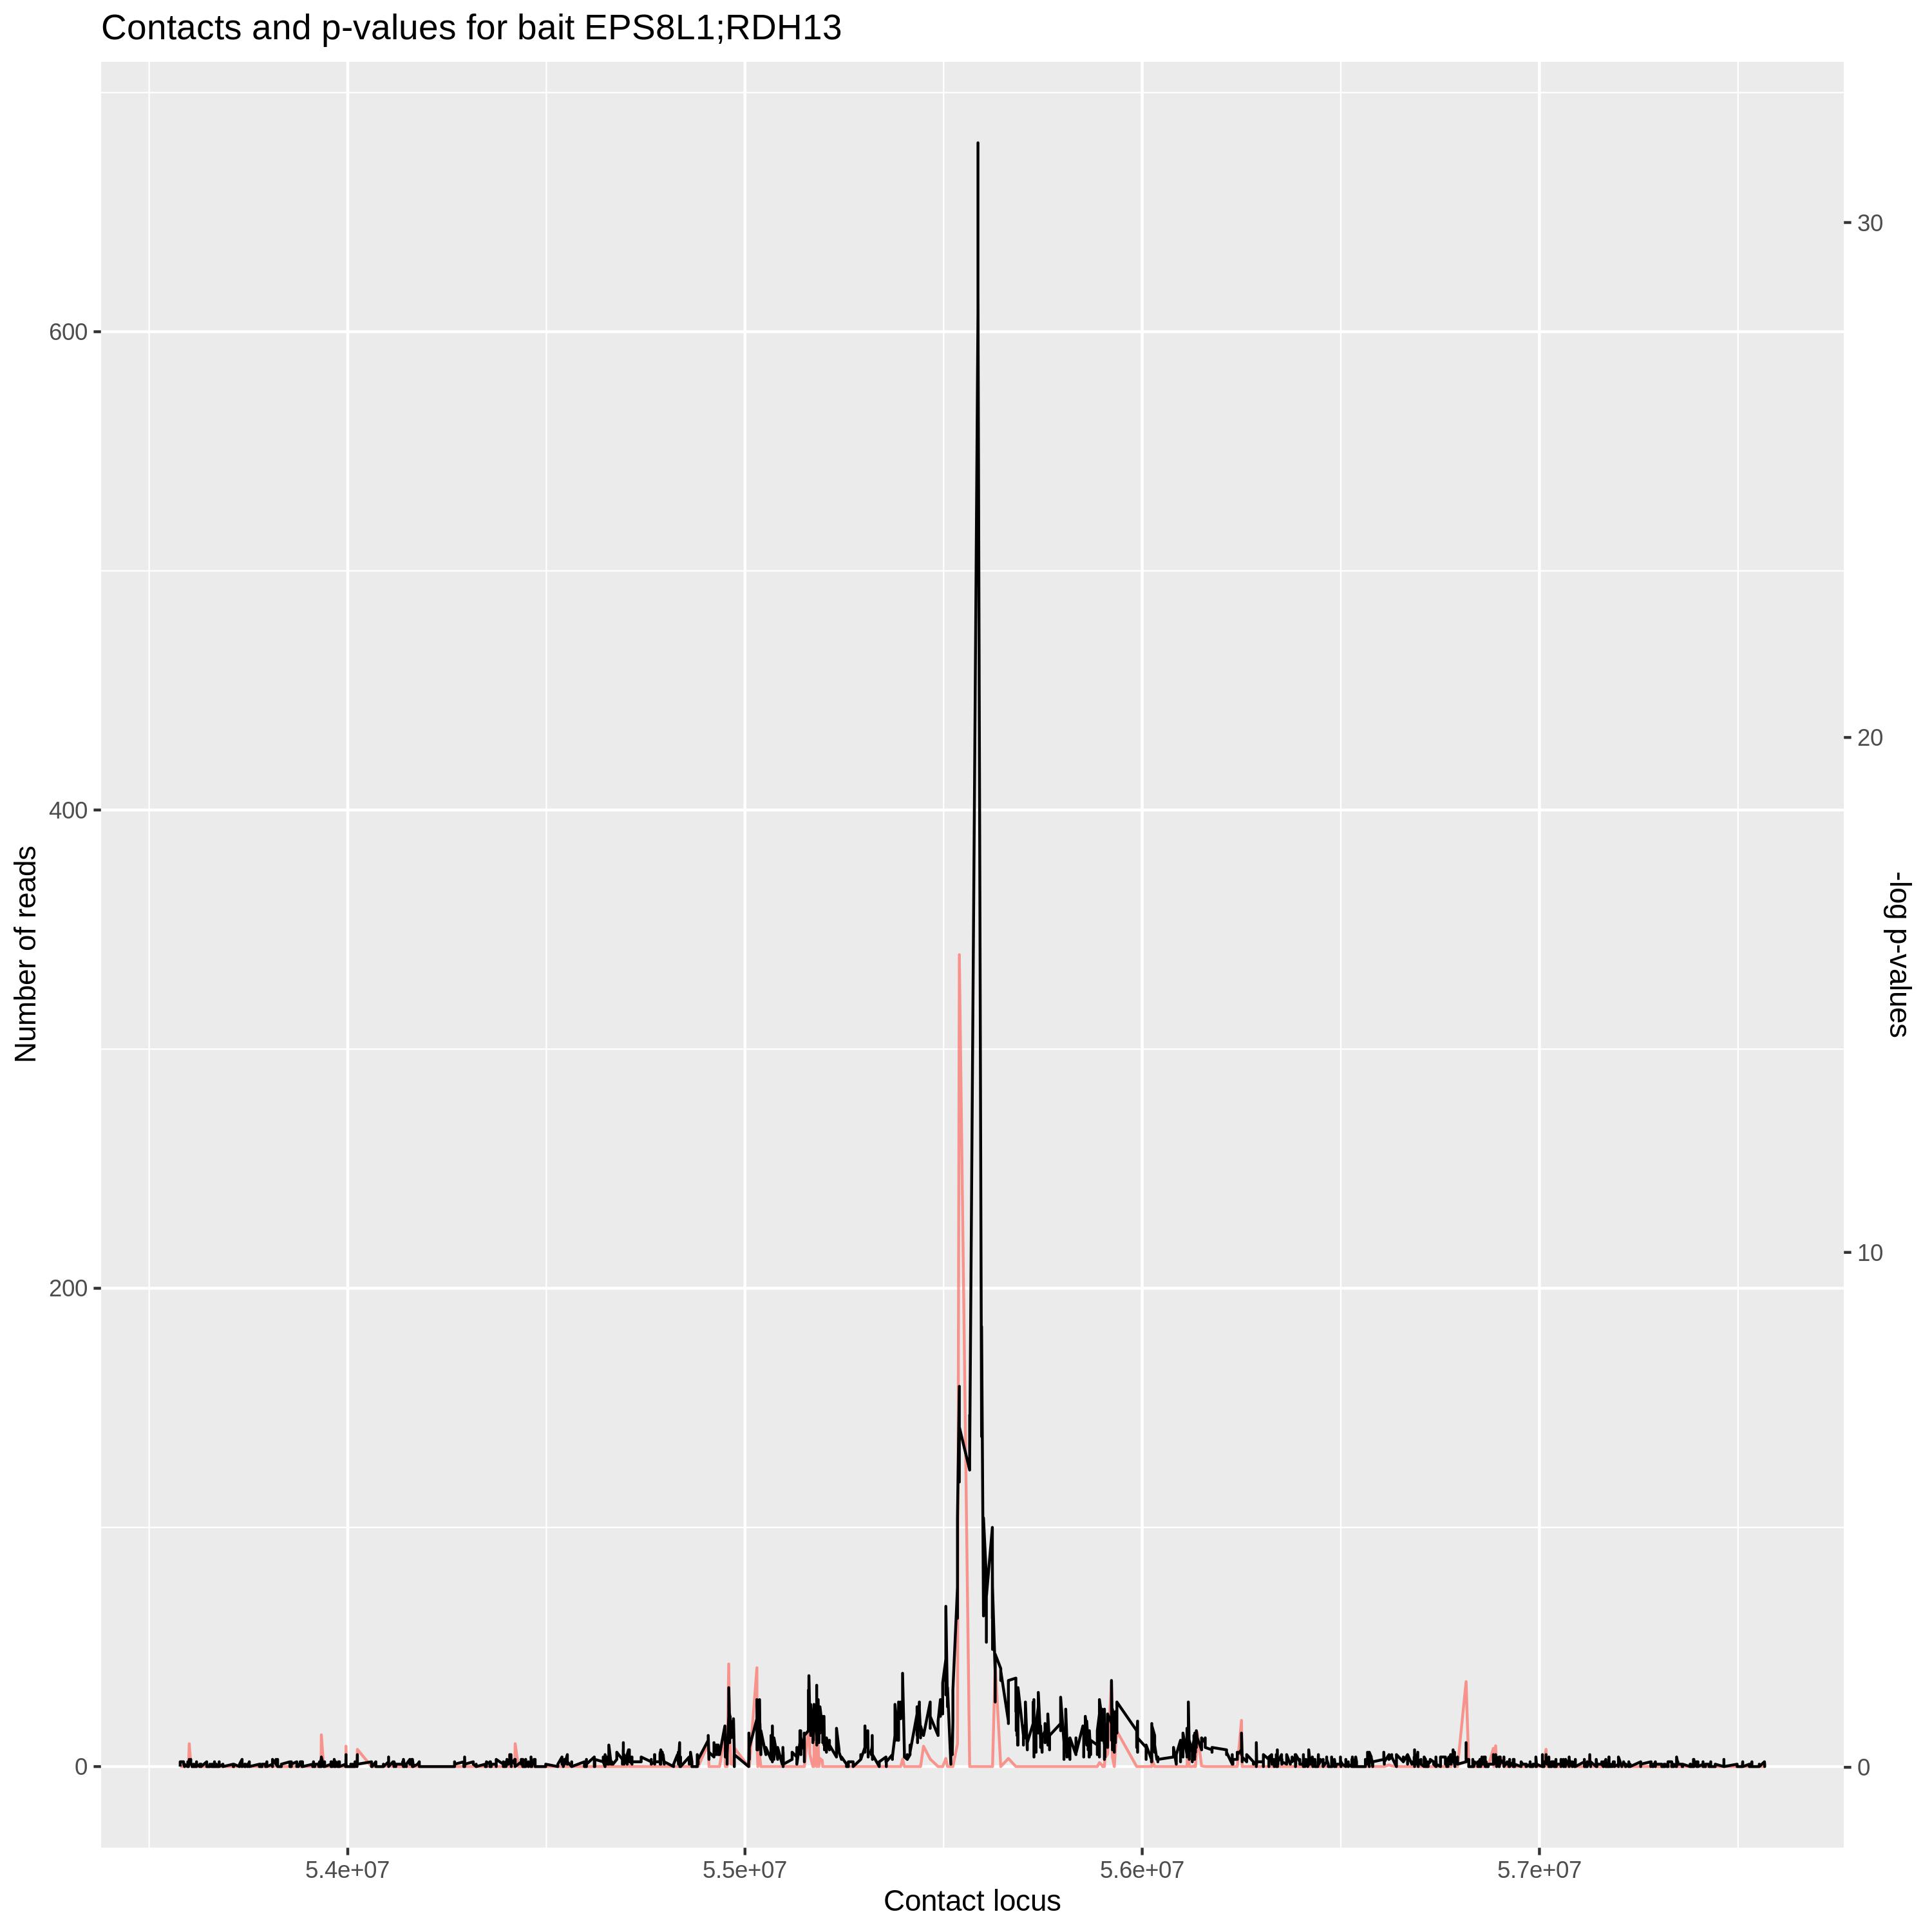 Contacts and p-values for bait EPS8L1;RDH13
Number of reads
600
400
200
0
30
20
10
0
-log p-values
5.4e+07
5.5e+07
5.6e+07
5.7e+07
Contact locus